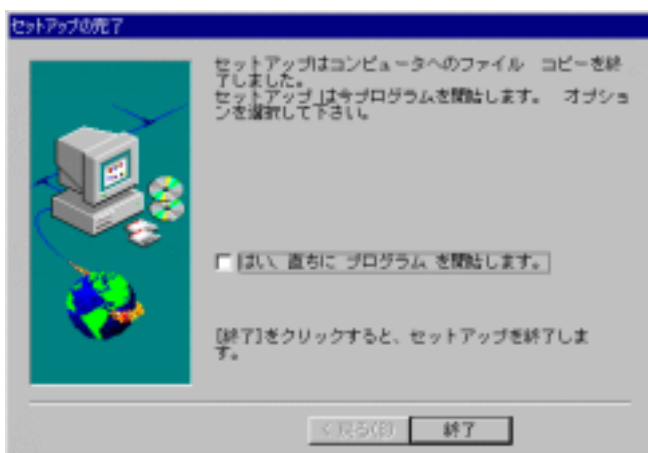 セットアップの完了
セットアップはコンピュータへのファイル コピーを終
了しました。
セットアップ は今プログラムを開始します。 オプショ
ンを選択して下さい。
はい、直ちに プログラム を開始します。
[終了]をクリックすると、セットアップを終了しま
す。
< 戻る(B)
終了